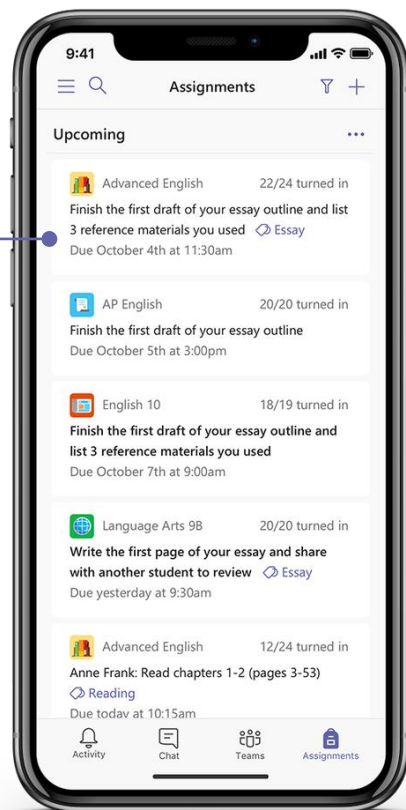 9:41
Assignments
Upcoming
Advanced English 22/24 turned in
Finish the first draft of your essay outline and list
3 reference materials you used Essay
Due October 4th at 11:30am
AP English 20/20 turned in
Finish the first draft of your essay outline
Due October 5th at 3:00pm
English 10 18/19 turned in
Finish the first draft of your essay outline and
list 3 reference materials you used
Due October 7th at 9:00am
Language Arts 9B 20/20 turned in
Write the first page of your essay and share
with another student to review Essay
Due yesterday at 9:30am
Advanced English 12/24 turned in
Anne Frank: Read chapters 1-2 (pages 3-53)
Reading
Due today at 10:15am
Activity Chat Teams Assignments